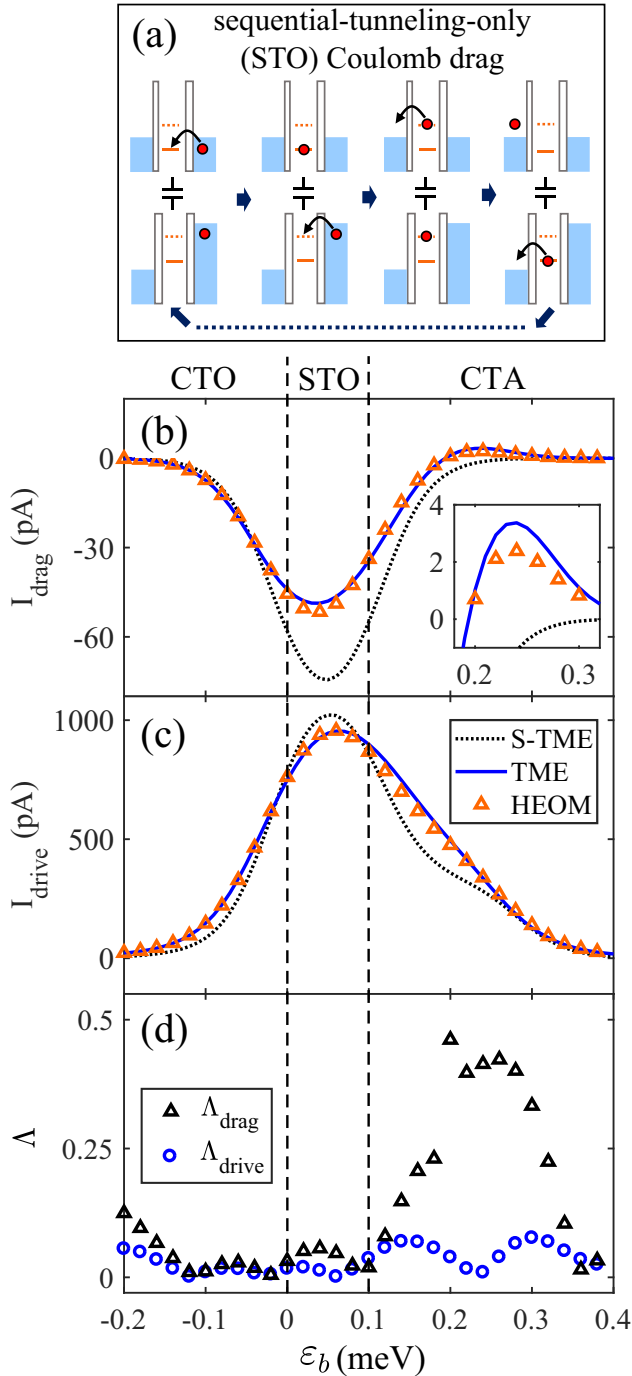 (a)
sequential-tunneling-only
(STO) Coulomb drag
CTO
STO
CTA
(b)
I_drag (pA)
0
-30
-60
4
2
0
0.2
0.3
(c)
I_drive (pA)
1000
500
0
S-TME
TME
HEOM
(d)
Λ
0.5
0.25
0
Λ_drag
Λ_drive
-0.2
-0.1
0
0.1
0.2
0.3
0.4
ε_b (meV)